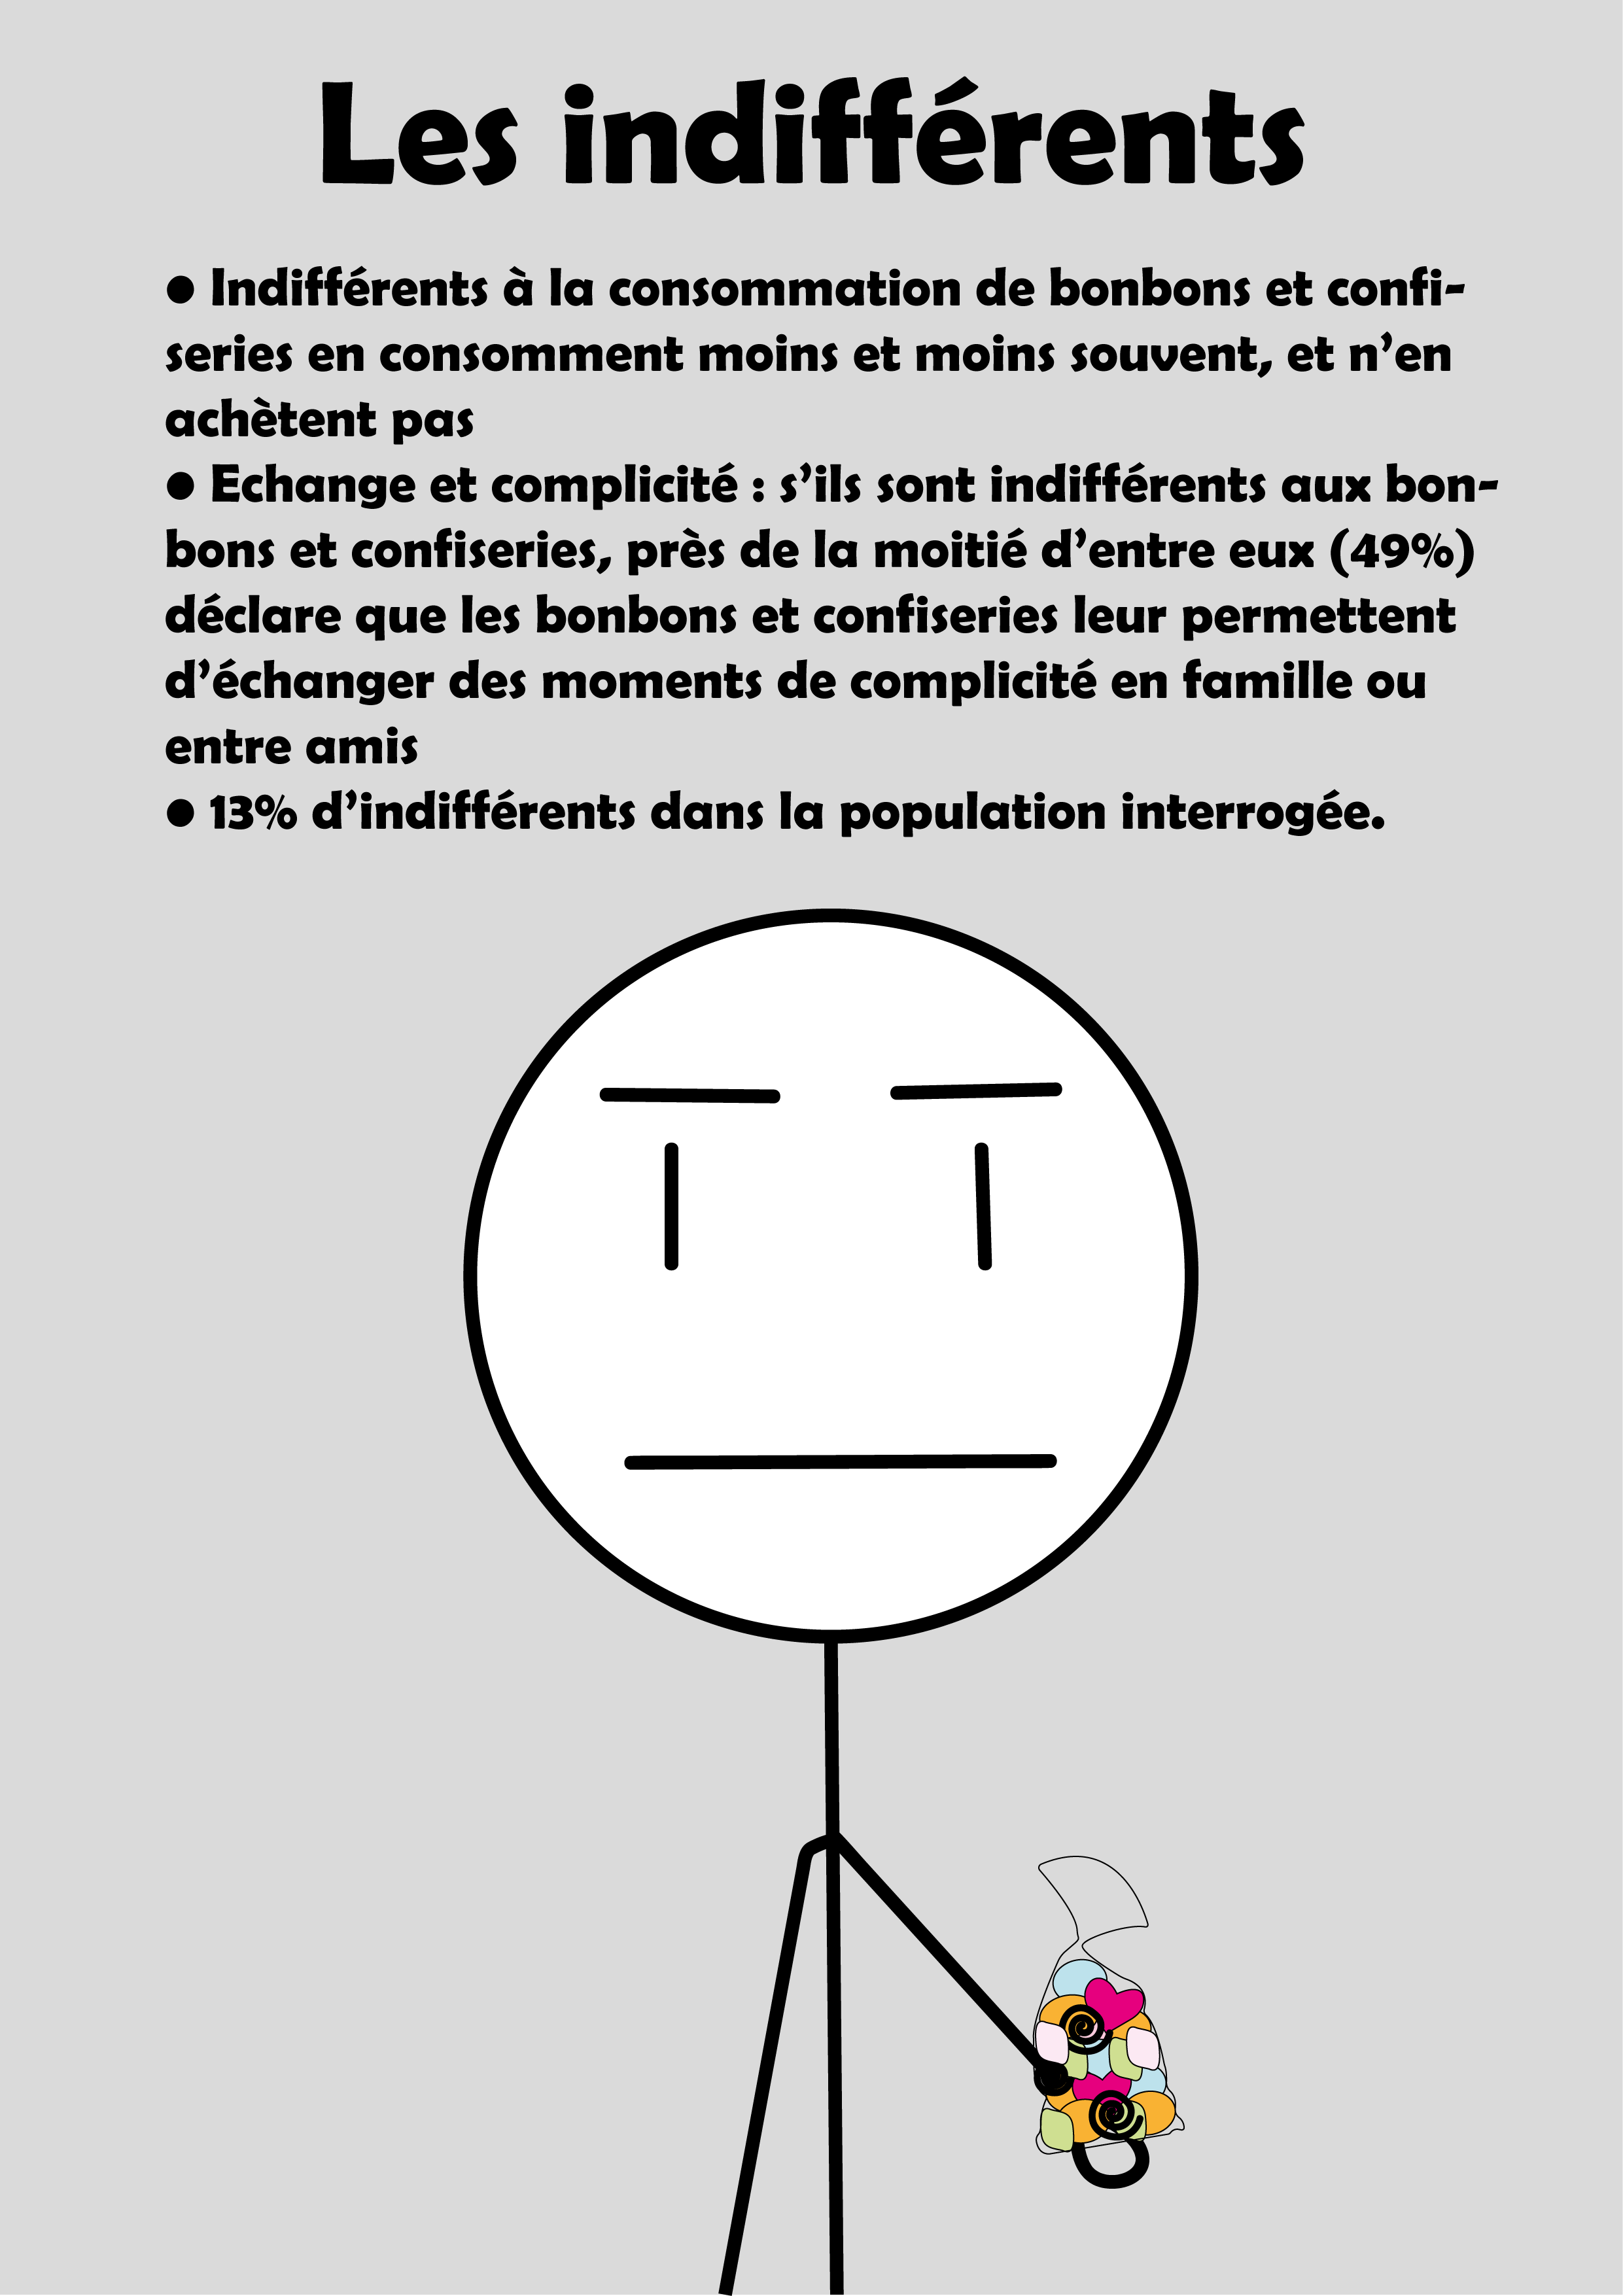 Les indifférents
● Indifférents à la consommation de bonbons et confi-
series en consomment moins et moins souvent, et n’en
achètent pas
● Echange et complicité : s’ils sont indifférents aux bon-
bons et confiseries, près de la moitié d’entre eux (49%)
déclare que les bonbons et confiseries leur permettent
d’échanger des moments de complicité en famille ou
entre amis
● 13% d’indifférents dans la population interrogée.